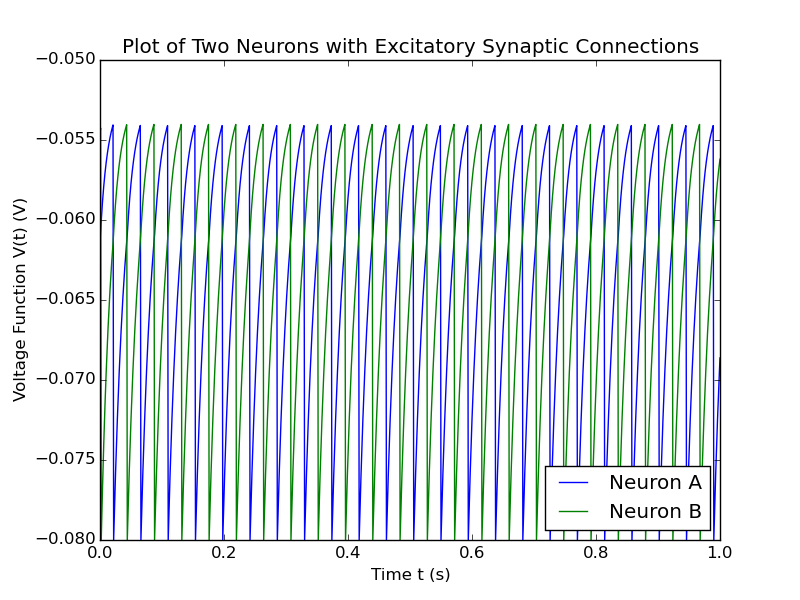 Plot of Two Neurons with Excitatory Synaptic Connections
−0.050
−0.055
−0.060
−0.065
−0.070
−0.075
−0.080
Voltage Function V(t) (V)
Neuron A
Neuron B
0.0 0.2 0.4 0.6 0.8 1.0
Time t (s)